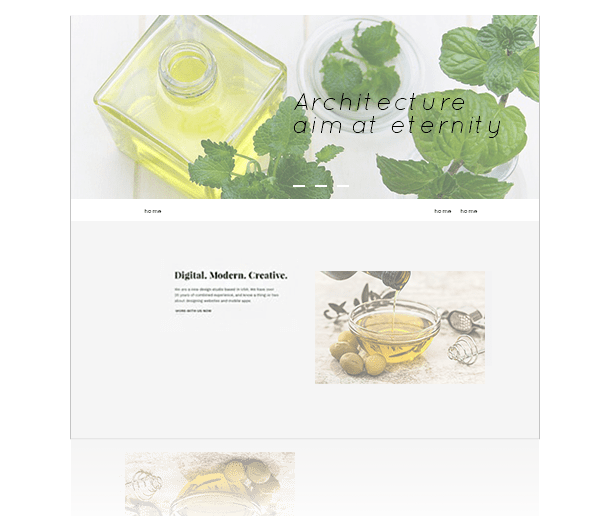 Architecture
aim at eternity
home
home home
Digital. Modern. Creative.
We are a new design studio based in USA. We have over
20 years of combined experience, and know a thing or two
about designing websites and mobile apps.
WORK WITH US NOW